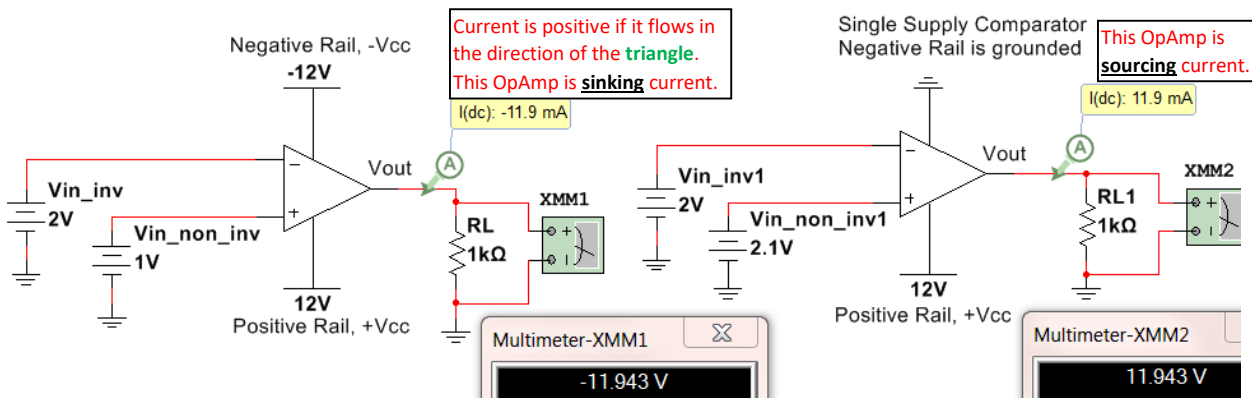 Negative Rail, -Vcc
-12V
Current is positive if it flows in
the direction of the triangle.
This OpAmp is sinking current.
I(dc): -11.9 mA
A
Vin_inv
2V
Vin_non_inv
1V
−
+
Vout
RL
1kΩ
XMM1
+
−
12V
Positive Rail, +Vcc
Multimeter-XMM1
X
-11.943 V
Single Supply Comparator
Negative Rail is grounded
This OpAmp is
sourcing current.
I(dc): 11.9 mA
A
Vin_inv1
2V
Vin_non_inv1
2.1V
−
+
Vout
RL1
1kΩ
XMM2
+
−
12V
Positive Rail, +Vcc
Multimeter-XMM2
11.943 V